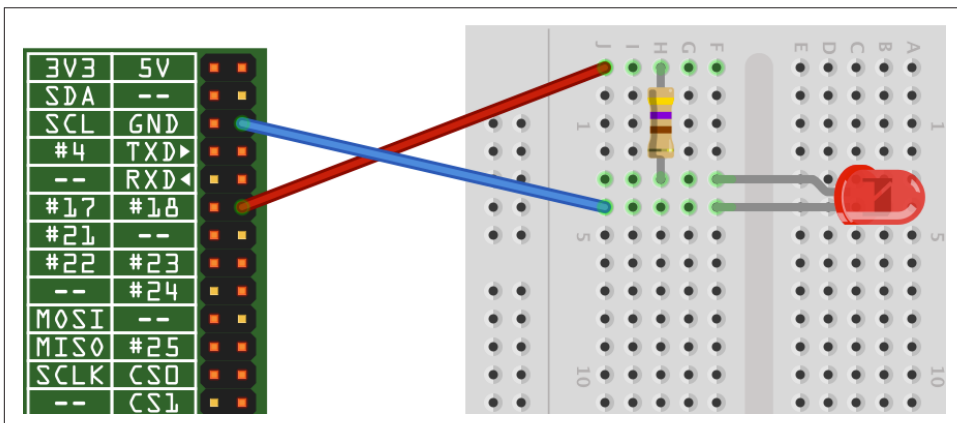 3V3 5V
SDA --
SCL GND
#4 TXD▸
-- RXD◂
#17 #18
#21 --
#22 #23
-- #24
MOSI --
MISO #25
SCLK CS0
-- CS1
J I H G F E D C B A
1 1
5 5
10 10